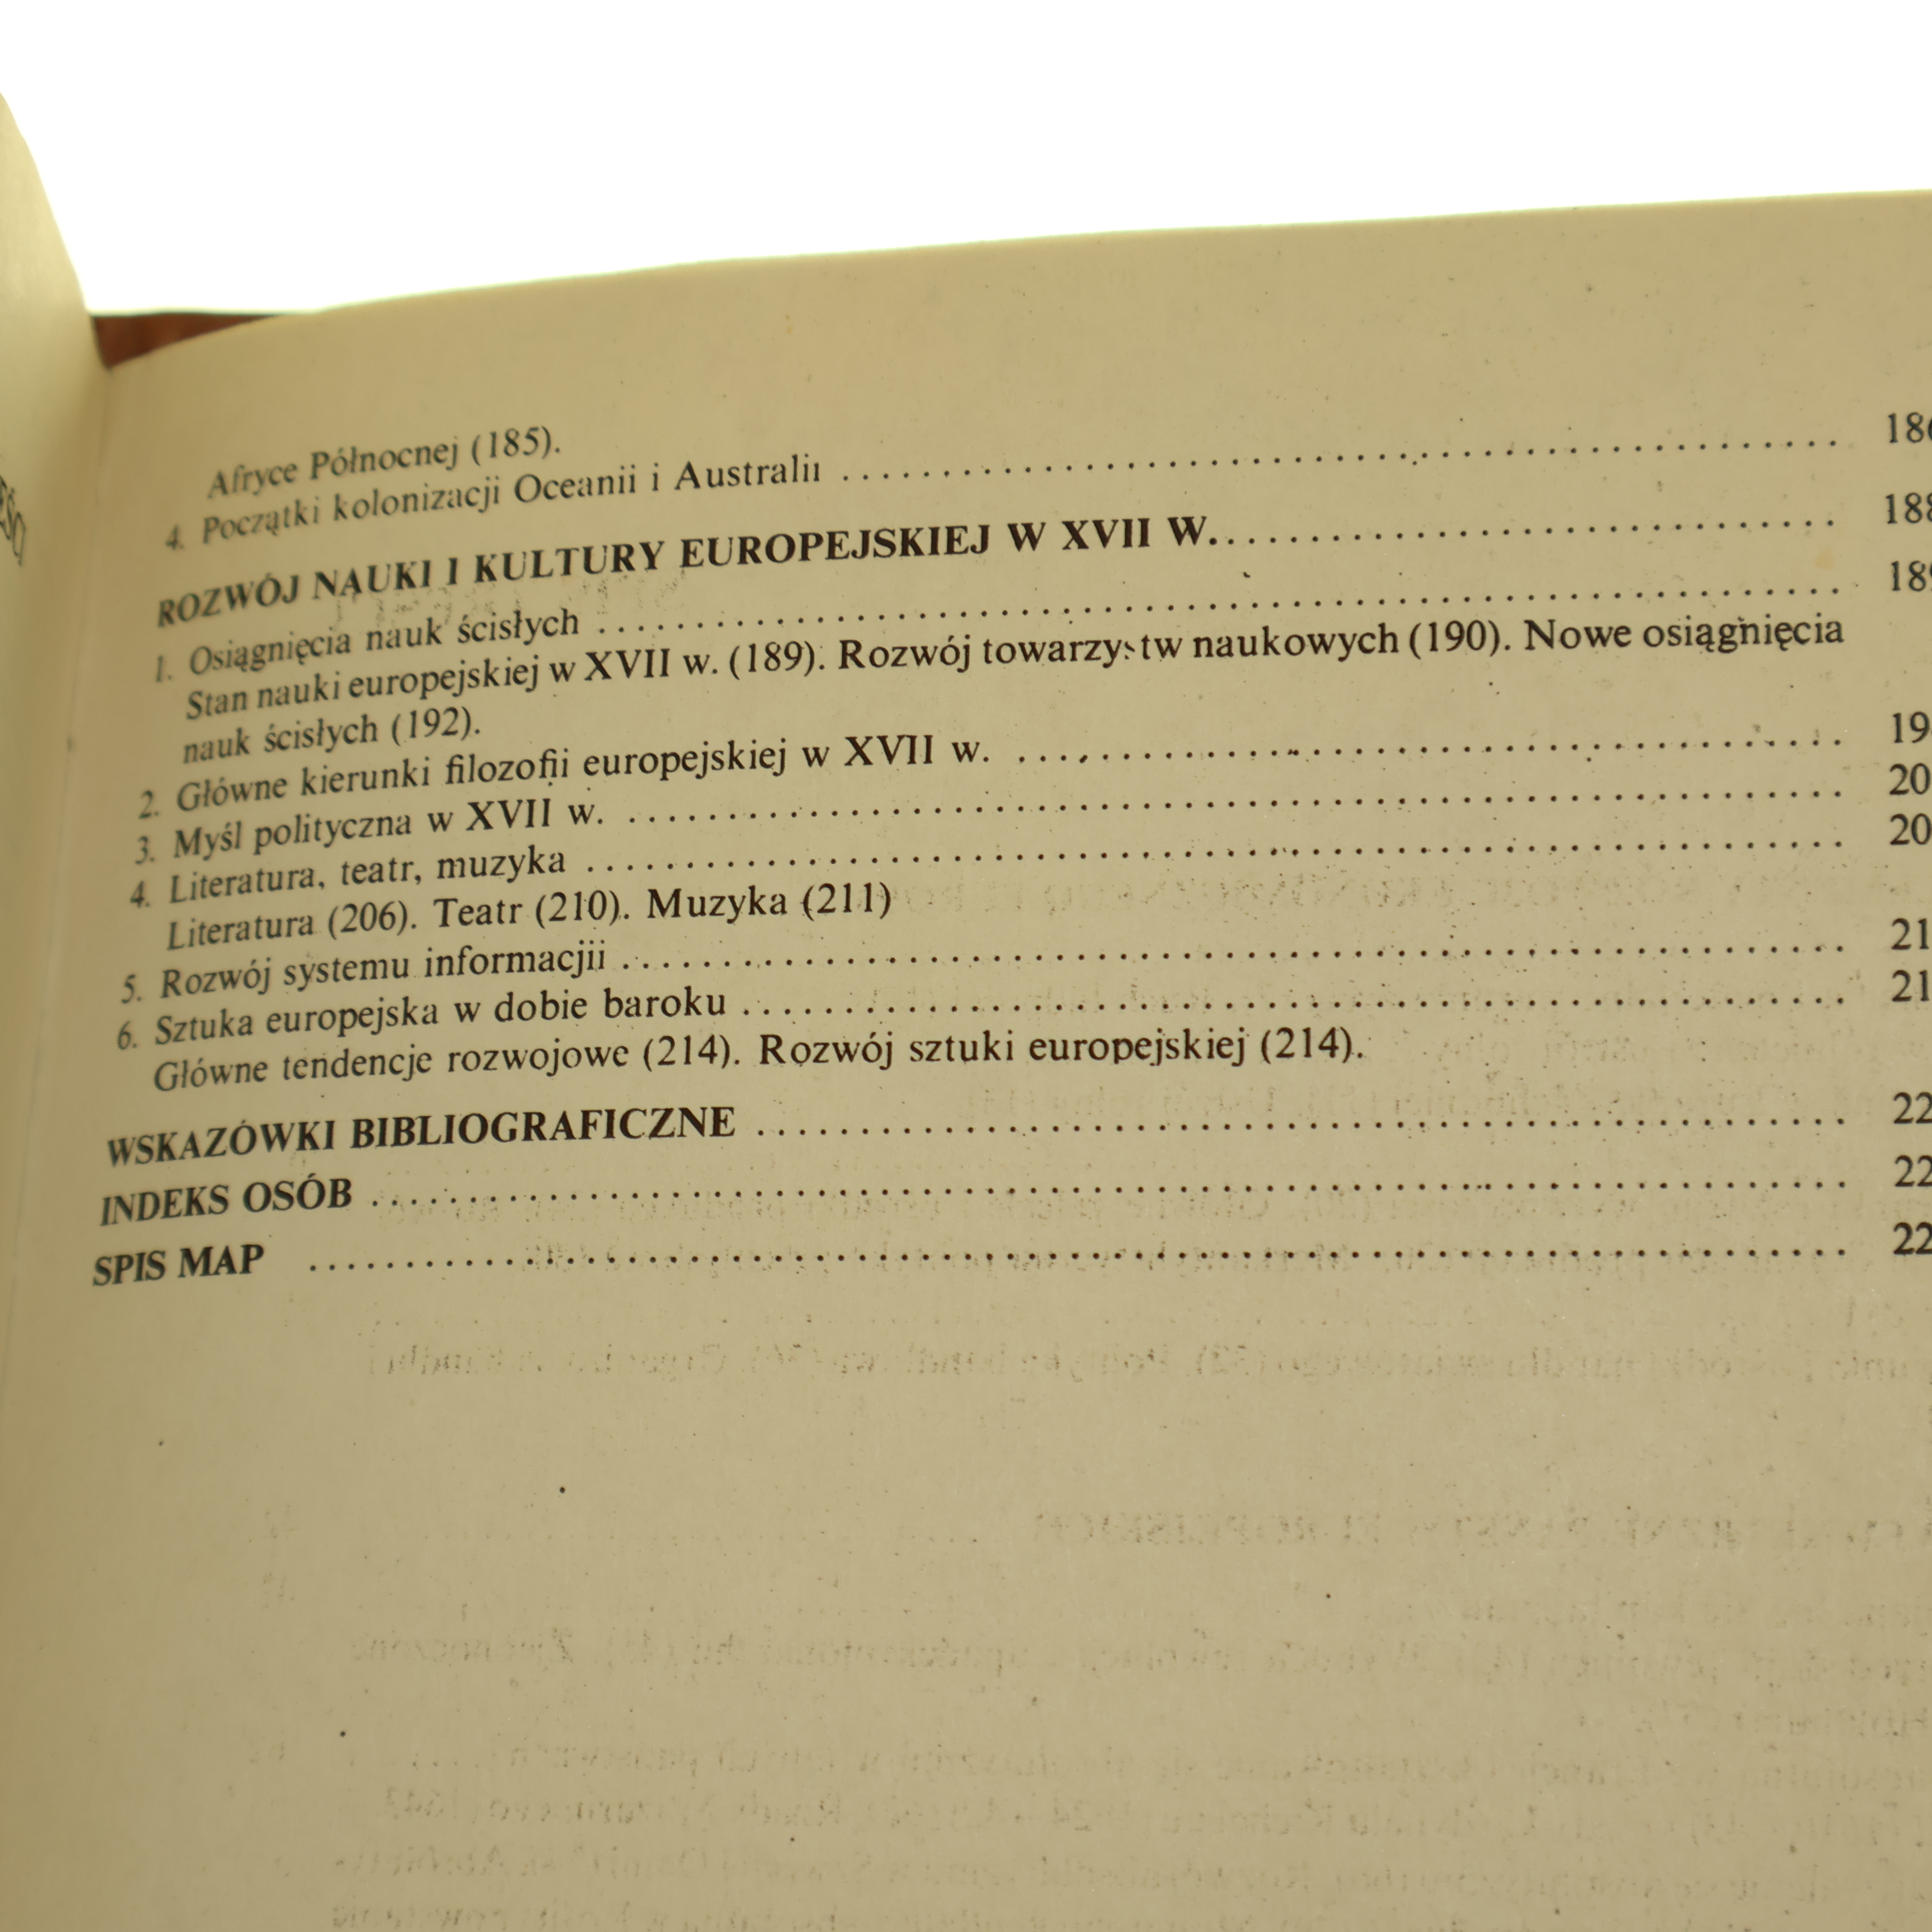 Afryce Północnej (185).
4. Początki kolonizacji Oceanii i Australii ........................................
ROZWÓJ NAUKI I KULTURY EUROPEJSKIEJ W XVII W. ........................................ 188
1. Osiągnięcia nauk ścisłych ........................................
Stan nauki europejskiej w XVII w. (189). Rozwój towarzystw naukowych (190). Nowe osiągnięcia
nauk ścisłych (192).
2. Główne kierunki filozofii europejskiej w XVII w. ........................................
3. Myśl polityczna w XVII w. ........................................
4. Literatura, teatr, muzyka ........................................
Literatura (206). Teatr (210). Muzyka (211)
5. Rozwój systemu informacjii ........................................
6. Sztuka europejska w dobie baroku ........................................
Główne tendencje rozwojowe (214). Rozwój sztuki europejskiej (214).
WSKAZÓWKI BIBLIOGRAFICZNE ........................................
INDEKS OSÓB ........................................
SPIS MAP ........................................